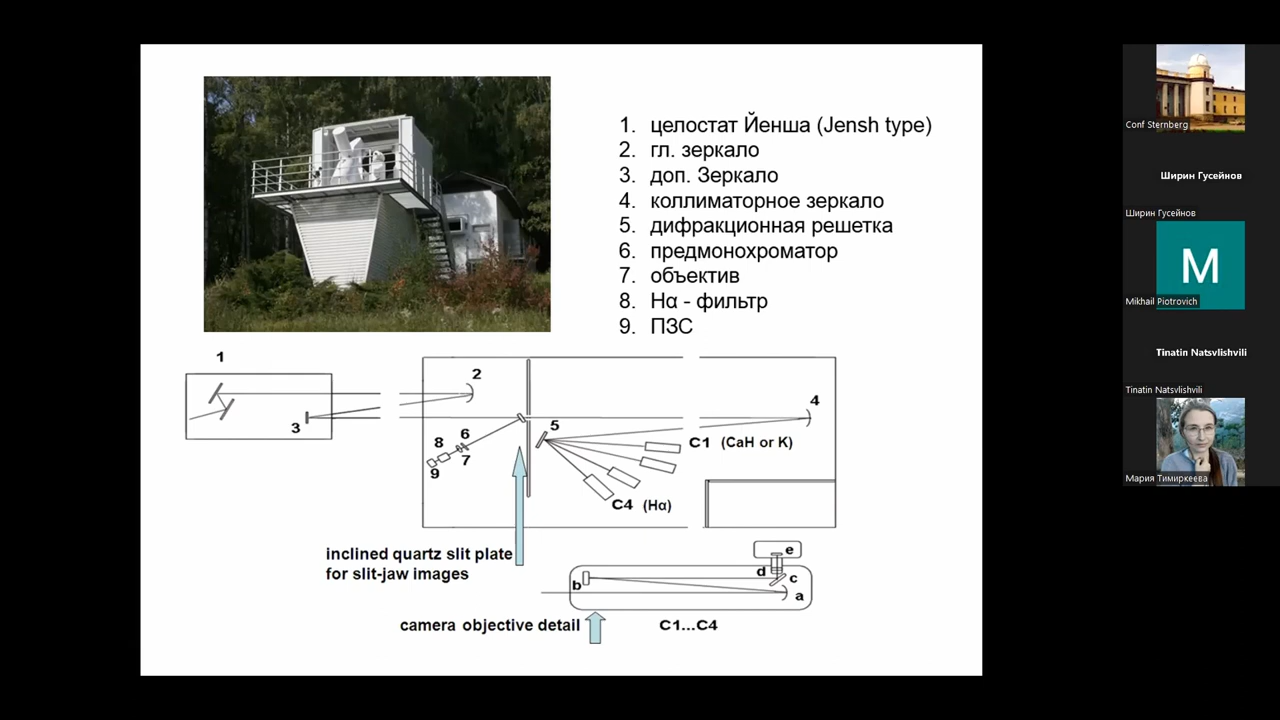 1. целостат Йенша (Jensh type)
2. гл. зеркало
3. доп. Зеркало
4. коллиматорное зеркало
5. дифракционная решетка
6. предмонохроматор
7. объектив
8. Hα - фильтр
9. ПЗС
1
2
3
4
5
6
7
8
9
C1 (CaH or K)
C4 (Hα)
inclined quartz slit plate
for slit-jaw images
e
d
c
b
a
camera objective detail
C1...C4
Conf Sternberg
Ширин Гусейнов
Ширин Гусейнов
M
Mikhail Piotrovich
Tinatin Natsvlishvili
Tinatin Natsvlishvili
Мария Тимиркеева